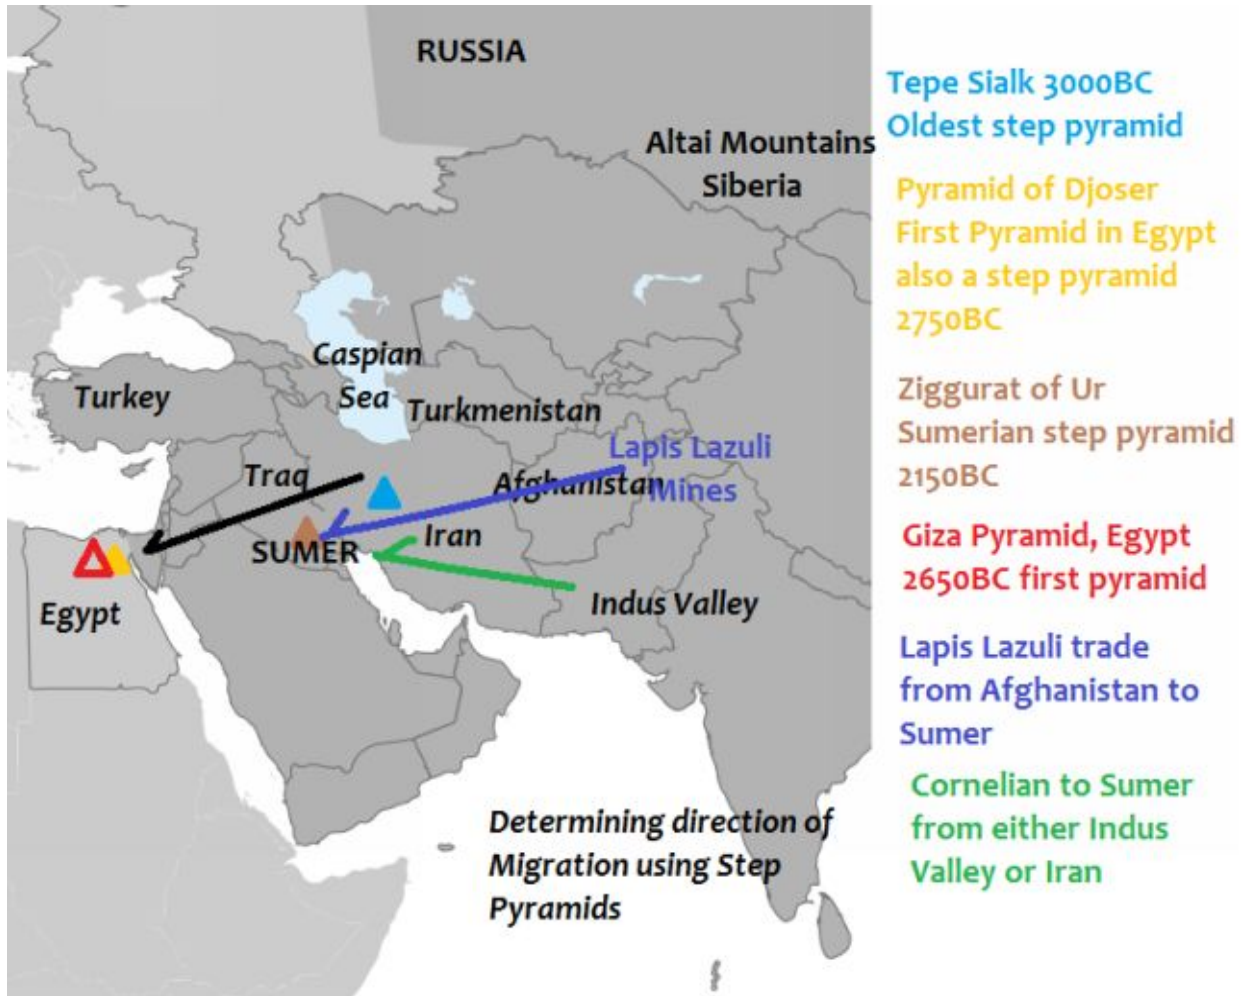 RUSSIA
Altai Mountains
Siberia
Caspian
Sea
Turkey
Turkmenistan
Lapis Lazuli
Mines
Traq
Afghanistan
Iran
SUMER
Egypt
Indus Valley
Determining direction of
Migration using Step
Pyramids
Tepe Sialk 3000BC
Oldest step pyramid
Pyramid of Djoser
First Pyramid in Egypt
also a step pyramid
2750BC
Ziggurat of Ur
Sumerian step pyramid
2150BC
Giza Pyramid, Egypt
2650BC first pyramid
Lapis Lazuli trade
from Afghanistan to
Sumer
Cornelian to Sumer
from either Indus
Valley or Iran